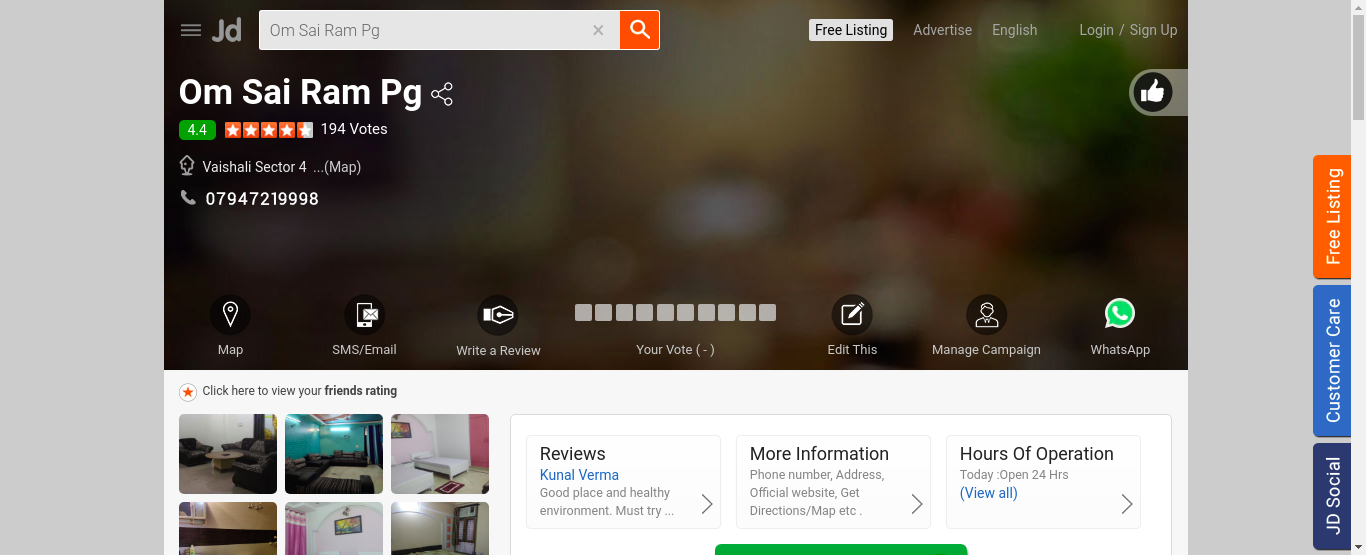 Jd
Om Sai Ram Pg
Free Listing
Advertise
English
Login / Sign Up
Om Sai Ram Pg
4.4
194 Votes
Vaishali Sector 4 ...(Map)
07947219998
Map
SMS/Email
Write a Review
Your Vote ( - )
Edit This
Manage Campaign
WhatsApp
Click here to view your friends rating
Reviews
Kunal Verma
Good place and healthy
environment. Must try ...
More Information
Phone number, Address,
Official website, Get
Directions/Map etc .
Hours Of Operation
Today :Open 24 Hrs
(View all)
Free Listing
Customer Care
JD Social